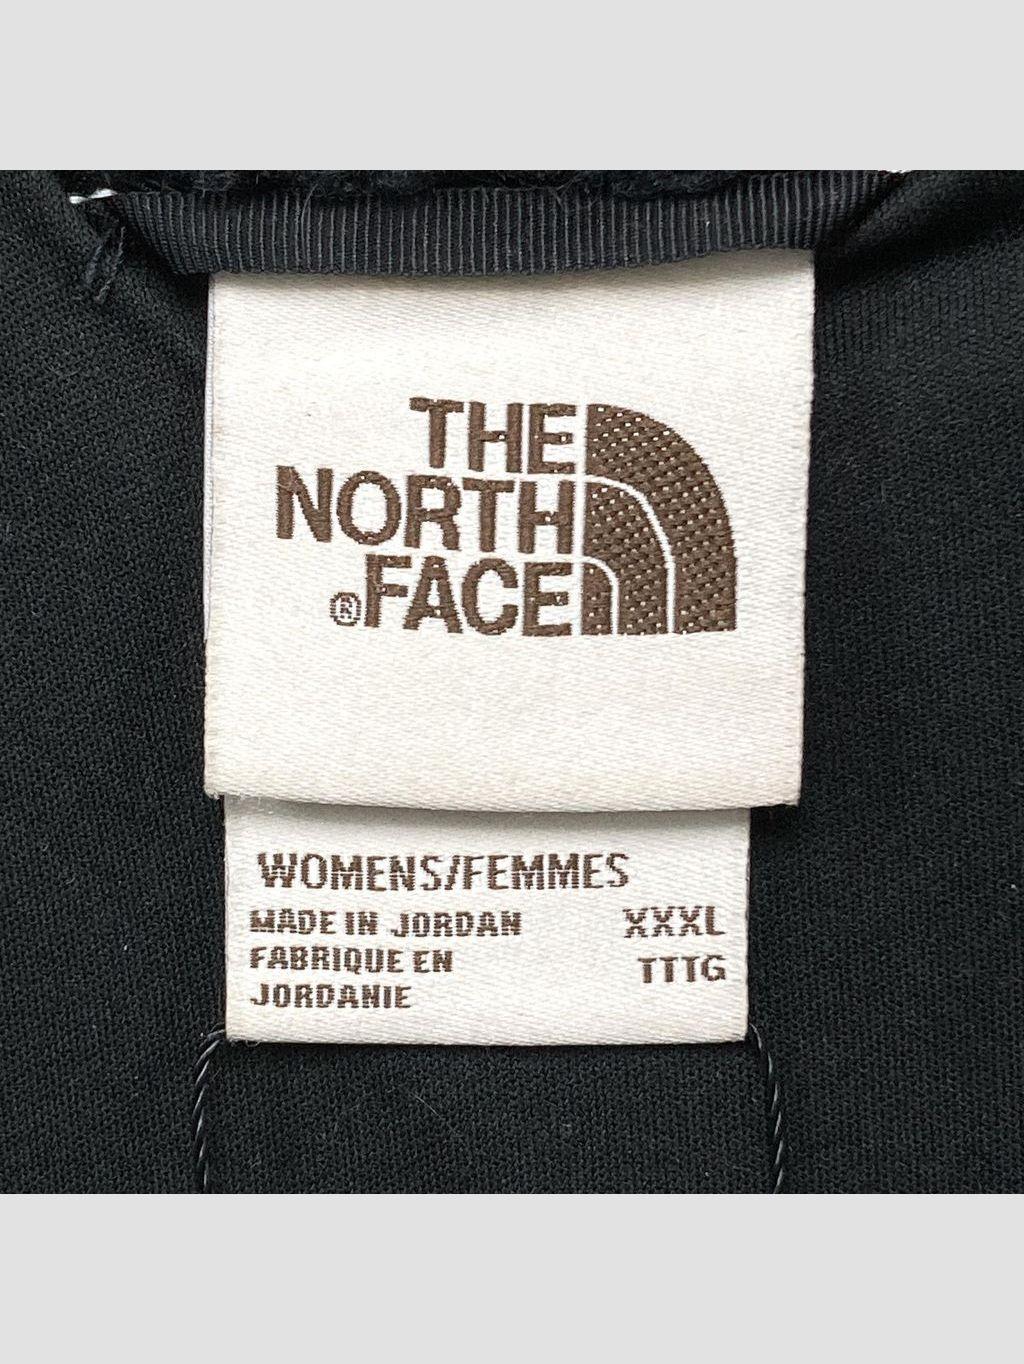 THE
NORTH
®FACE
WOMENS/FEMMES
MADE IN JORDAN XXXL
FABRIQUE EN TTTG
JORDANIE